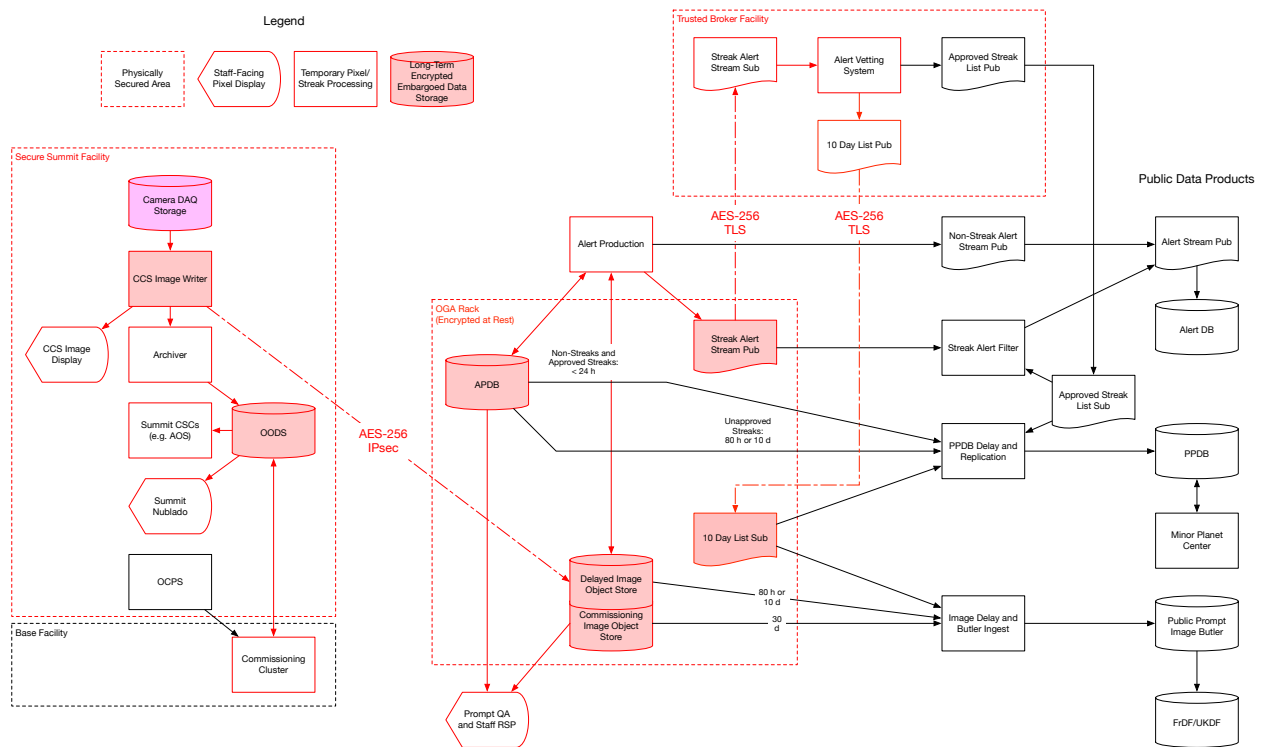 Legend
Physically
Secured Area
Staff-Facing
Pixel Display
Temporary Pixel/
Streak Processing
Long-Term
Encrypted
Embargoed Data
Storage
Trusted Broker Facility
Streak Alert
Stream Sub
Alert Vetting
System
Approved Streak
List Pub
10 Day List Pub
Secure Summit Facility
Camera DAQ
Storage
CCS Image Writer
CCS Image
Display
Archiver
Summit CSCs
(e.g. AOS)
OODS
Summit
Nublado
OCPS
Base Facility
Commissioning
Cluster
AES-256
IPsec
AES-256
TLS
AES-256
TLS
Public Data Products
Alert Production
Non-Streak Alert
Stream Pub
Alert Stream Pub
OGA Rack
(Encrypted at Rest)
Streak Alert
Stream Pub
Streak Alert Filter
Alert DB
Non-Streaks and
Approved Streaks:
< 24 h
APDB
Approved Streak
List Sub
Unapproved
Streaks:
80 h or 10 d
PPDB Delay and
Replication
PPDB
10 Day List Sub
Minor Planet
Center
Delayed Image
Object Store
80 h or
10 d
Commissioning
Image Object
Store
30
d
Image Delay and
Butler Ingest
Public Prompt
Image Butler
Prompt QA
and Staff RSP
FrDF/UKDF